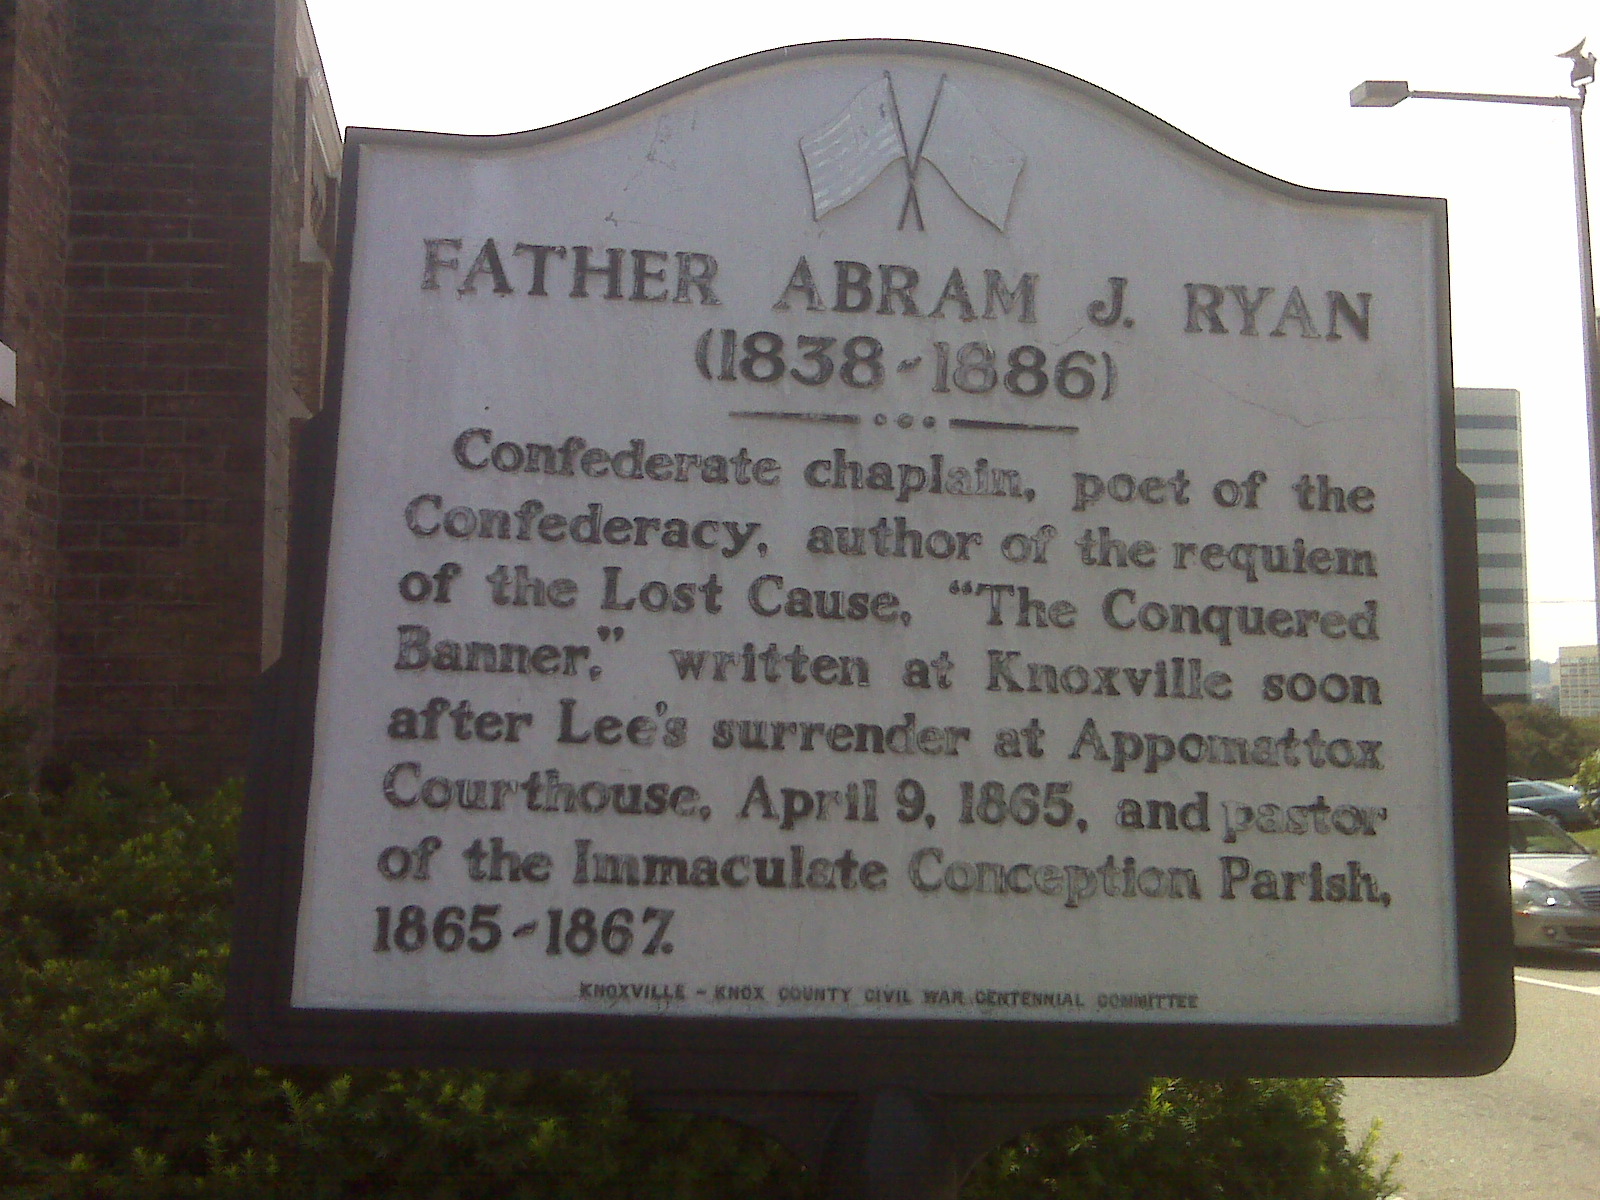 FATHER ABRAM J. RYAN
(1838-1886)
Confederate chaplain, poet of the
Confederacy, author of the requiem
of the Lost Cause, "The Conquered
Banner," written at Knoxville soon
after Lee's surrender at Appomattox
Courthouse, April 9, 1865, and pastor
of the Immaculate Conception Parish,
1865-1867.
KNOXVILLE - KNOX COUNTY CIVIL WAR CENTENNIAL COMMITTEE